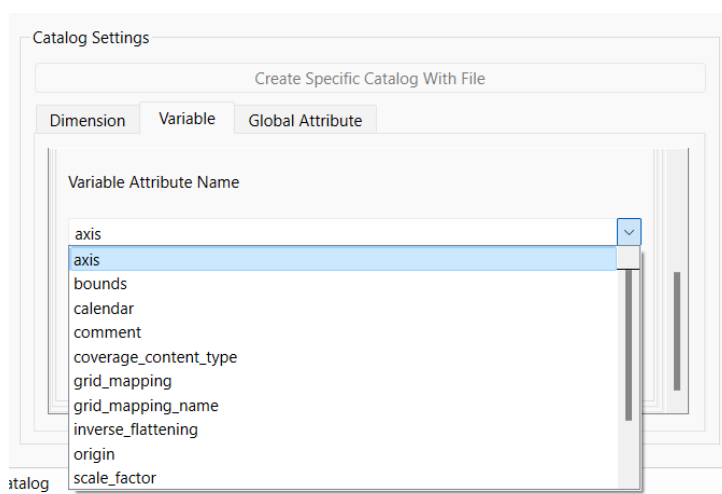 Catalog Settings
Create Specific Catalog With File
Dimension Variable Global Attribute
Variable Attribute Name
axis
axis
bounds
calendar
comment
coverage_content_type
grid_mapping
grid_mapping_name
inverse_flattening
origin
scale_factor